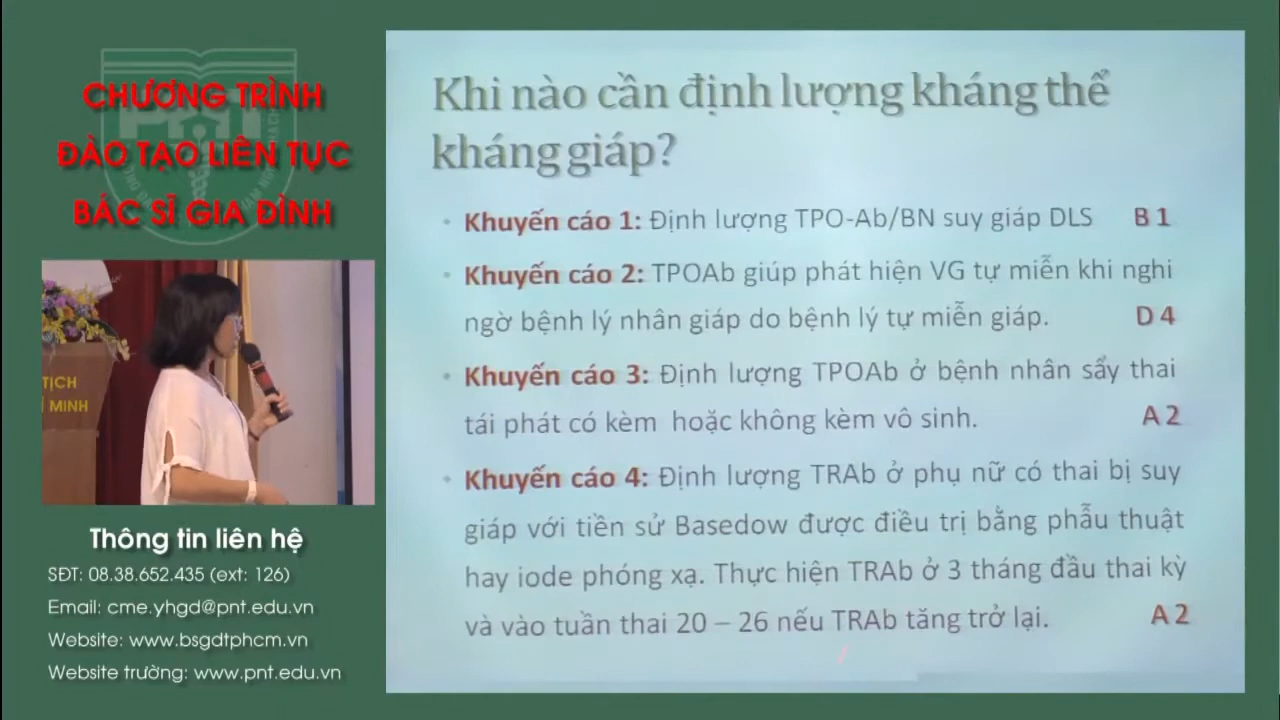 CHƯƠNG TRÌNH
ĐÀO TẠO LIÊN TỤC
BÁC SĨ GIA ĐÌNH
TỊCH
MINH
Thông tin liên hệ
SĐT: 08.38.652.435 (ext: 126)
Email: cme.yhgd@pnt.edu.vn
Website: www.bsgdtphcm.vn
Website trường: www.pnt.edu.vn
Khi nào cần định lượng kháng thể
kháng giáp?
• Khuyến cáo 1: Định lượng TPO-Ab/BN suy giáp DLS B 1
• Khuyến cáo 2: TPOAb giúp phát hiện VG tự miễn khi nghi
ngờ bệnh lý nhân giáp do bệnh lý tự miễn giáp. D 4
• Khuyến cáo 3: Định lượng TPOAb ở bệnh nhân sẩy thai
tái phát có kèm hoặc không kèm vô sinh. A 2
• Khuyến cáo 4: Định lượng TRAb ở phụ nữ có thai bị suy
giáp với tiền sử Basedow được điều trị bằng phẫu thuật
hay iode phóng xạ. Thực hiện TRAb ở 3 tháng đầu thai kỳ
và vào tuần thai 20 – 26 nếu TRAb tăng trở lại. A 2